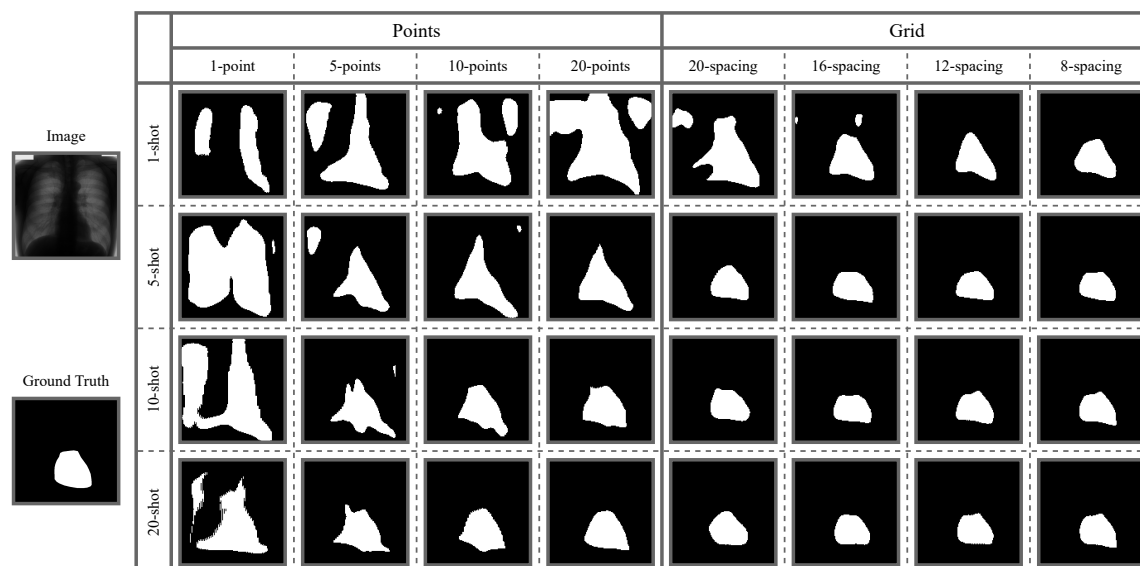 Points
Grid
1-point
5-points
10-points
20-points
20-spacing
16-spacing
12-spacing
8-spacing
Image
1-shot
5-shot
Ground Truth
10-shot
20-shot